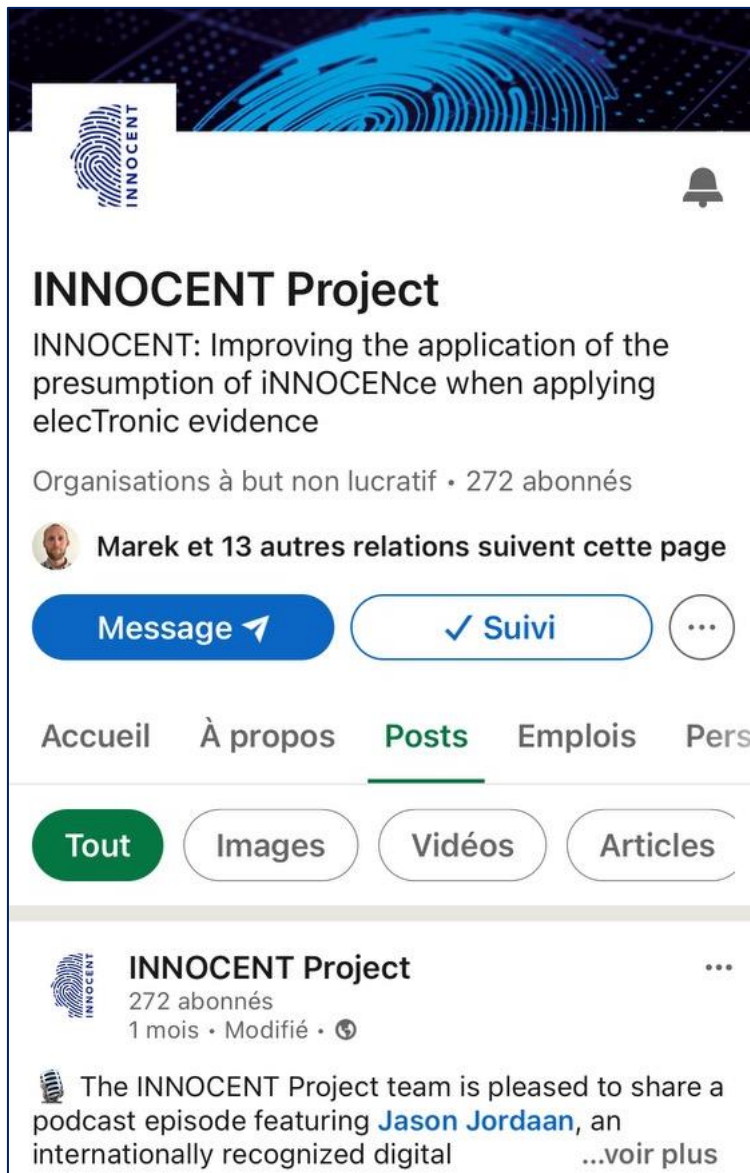 INNOCENT
INNOCENT Project
INNOCENT: Improving the application of the
presumption of iNNOCENce when applying
elecTronic evidence
Organisations à but non lucratif • 272 abonnés
Marek et 13 autres relations suivent cette page
Message
✓ Suivi
...
Accueil
À propos
Posts
Emplois
Pers
Tout
Images
Vidéos
Articles
INNOCENT
INNOCENT Project
...
272 abonnés
1 mois • Modifié •
The INNOCENT Project team is pleased to share a
podcast episode featuring Jason Jordaan, an
internationally recognized digital ...voir plus